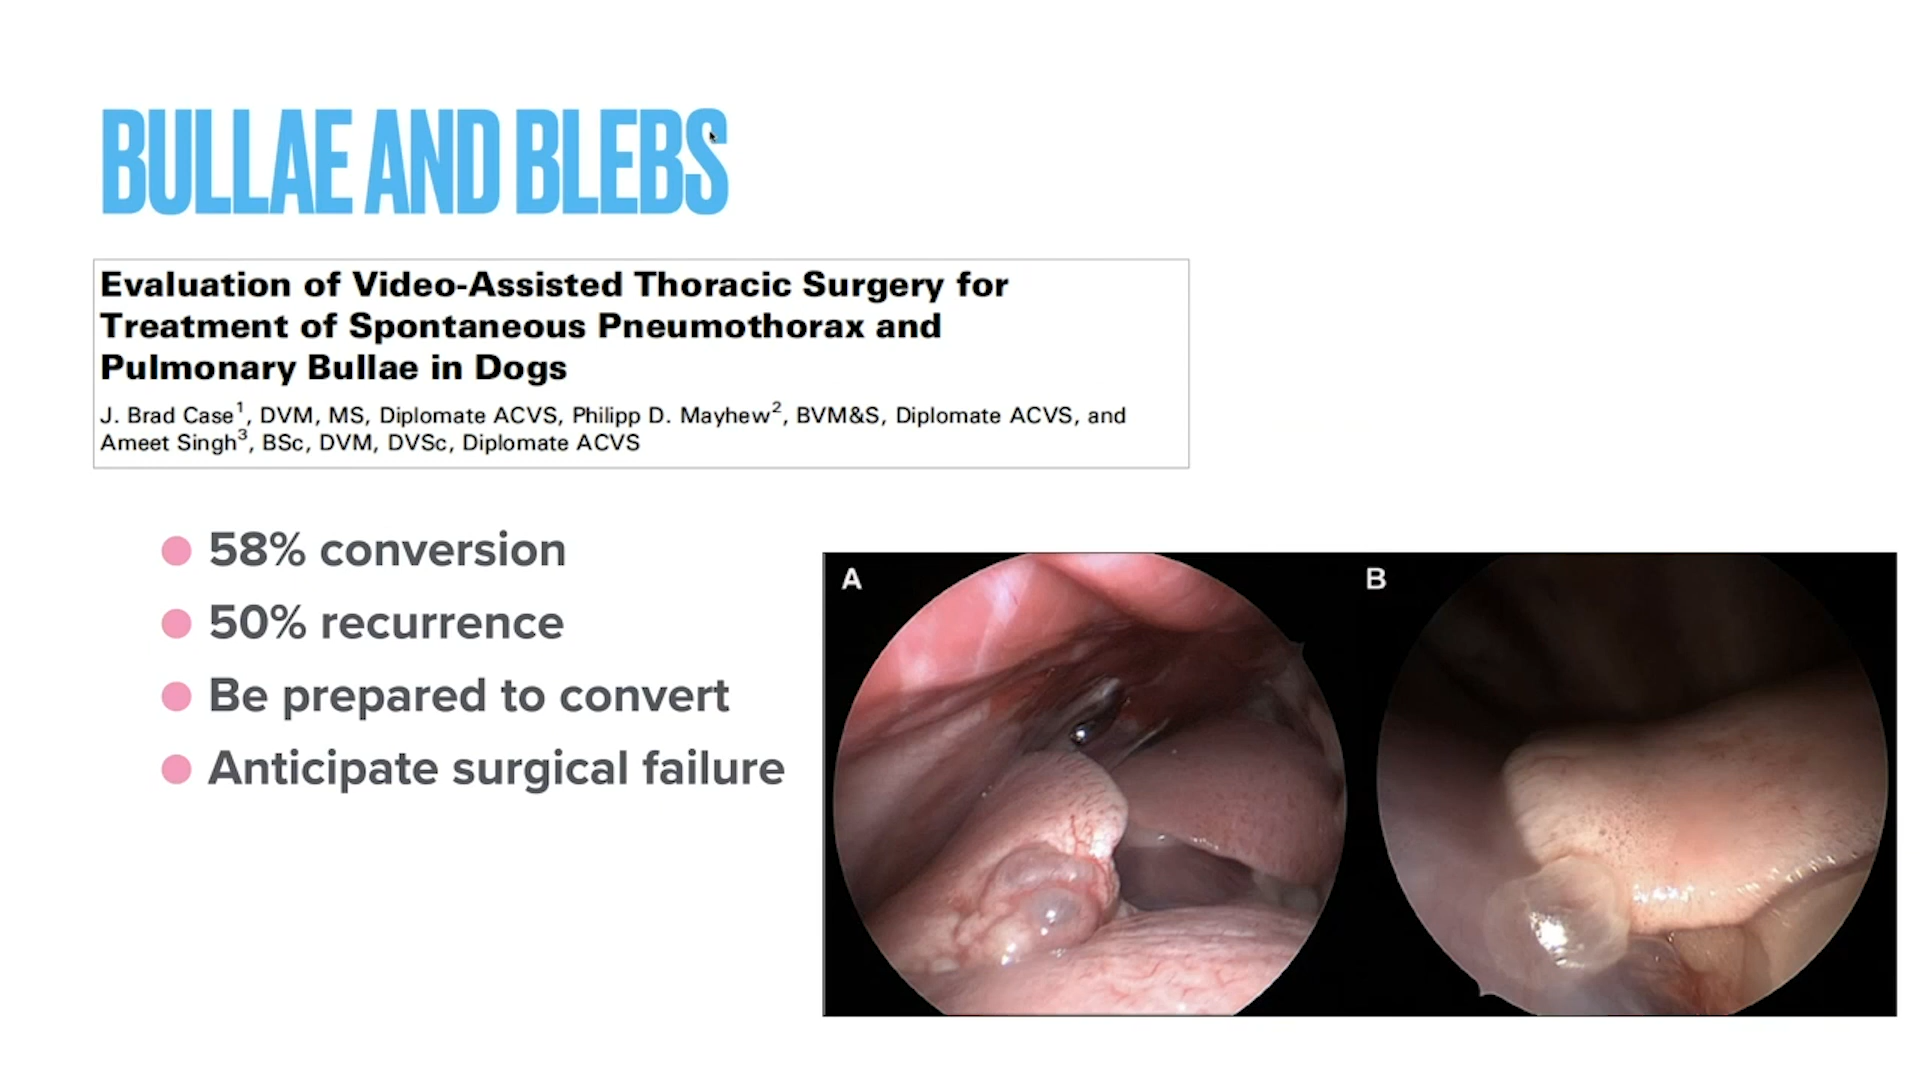 BULLAE AND BLEBS
Evaluation of Video-Assisted Thoracic Surgery for
Treatment of Spontaneous Pneumothorax and
Pulmonary Bullae in Dogs
J. Brad Case1, DVM, MS, Diplomate ACVS, Philipp D. Mayhew2, BVM&S, Diplomate ACVS, and
Ameet Singh3, BSc, DVM, DVSc, Diplomate ACVS
58% conversion
50% recurrence
Be prepared to convert
Anticipate surgical failure
A
B